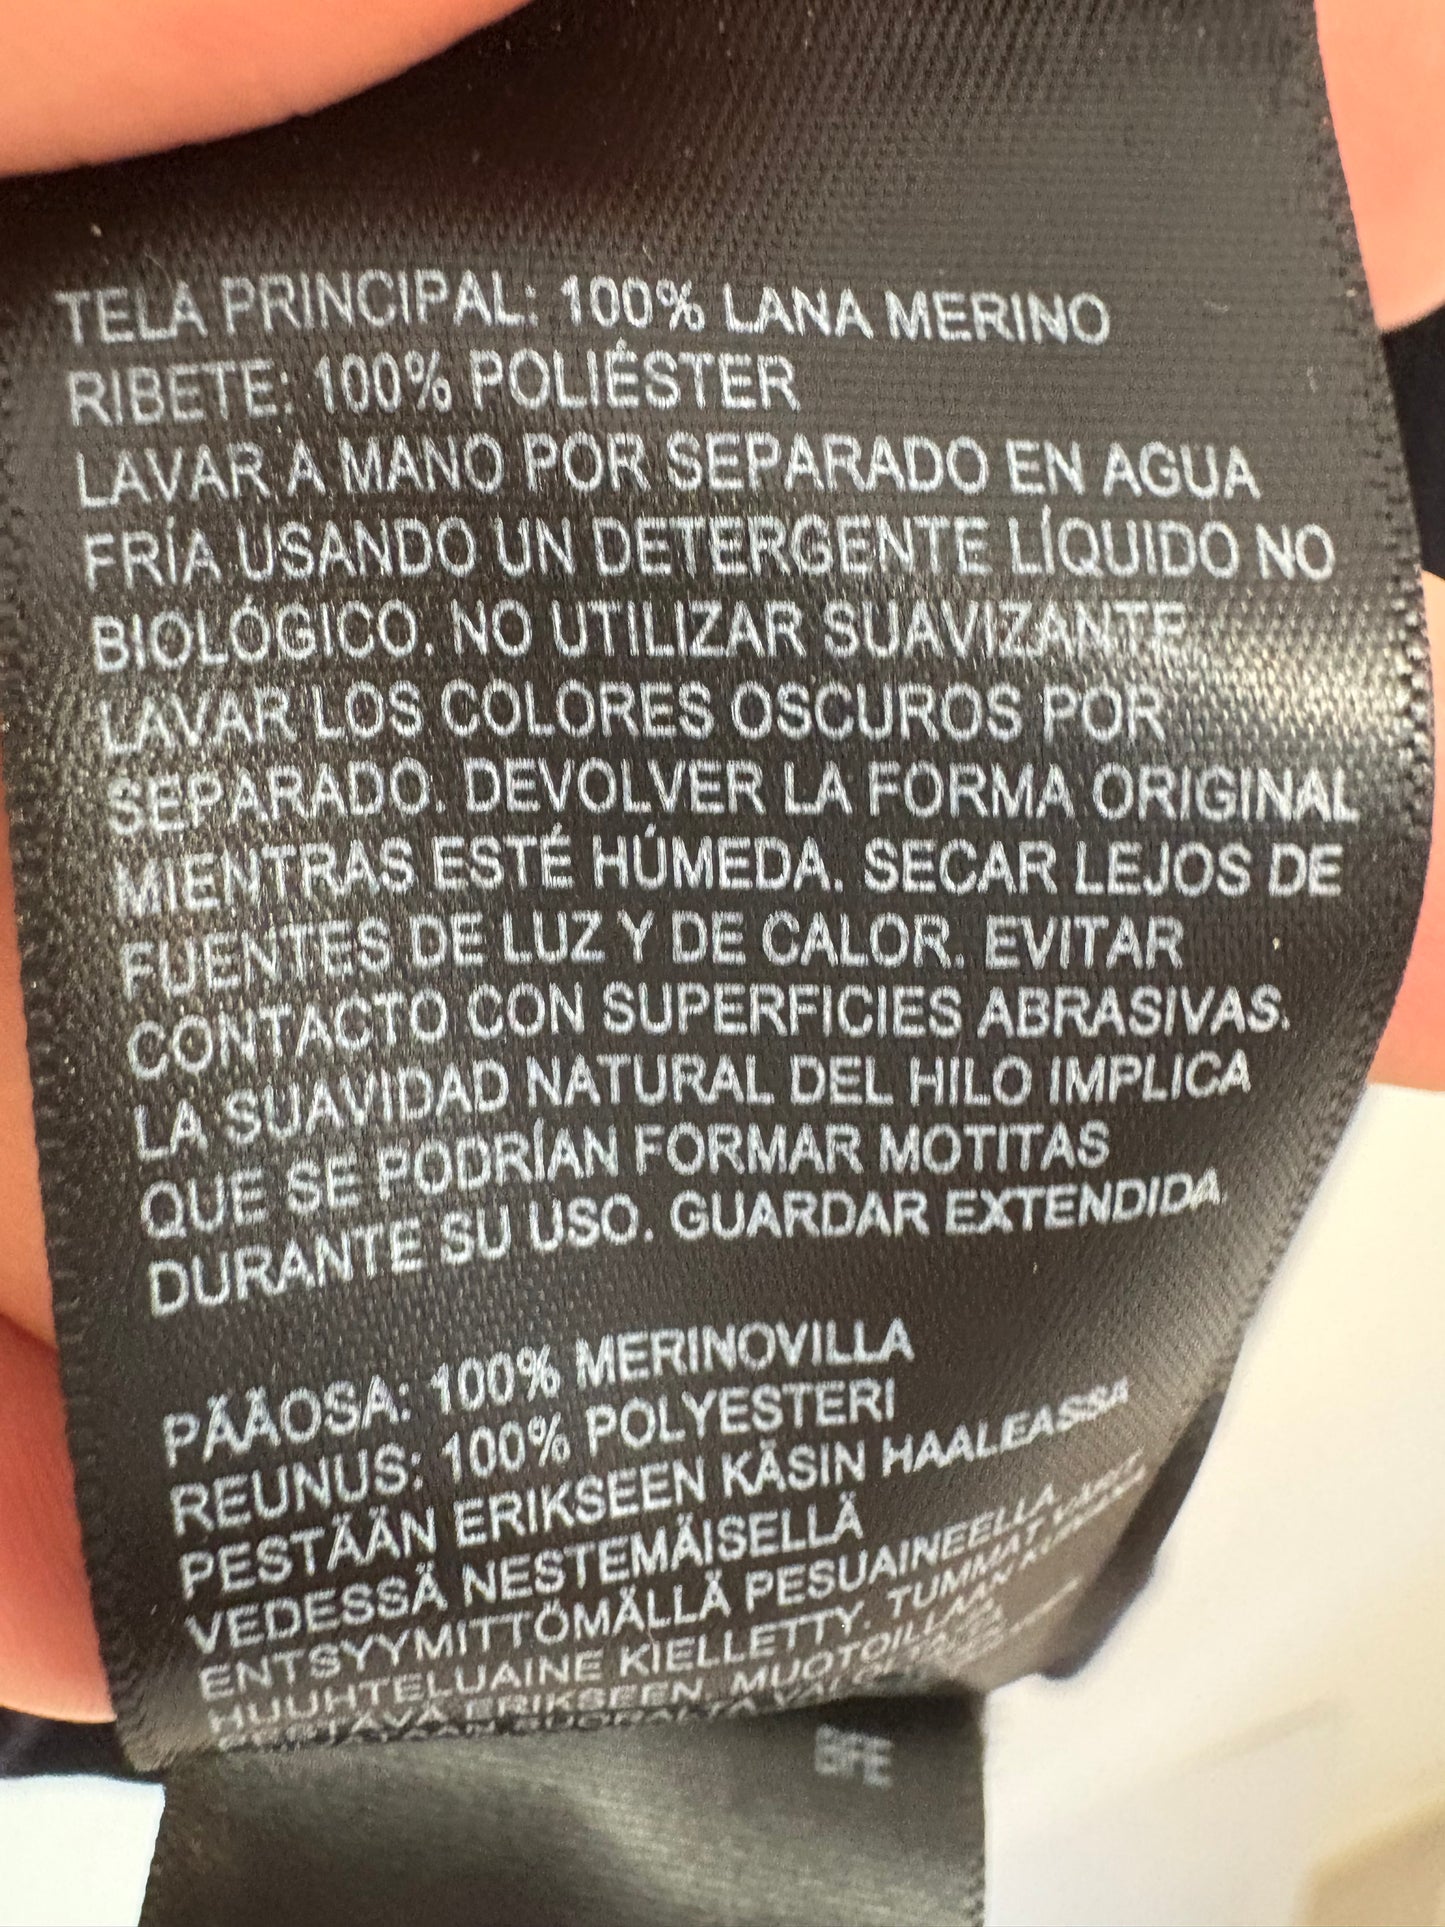 TELA PRINCIPAL: 100% LANA MERINO
RIBETE: 100% POLIÉSTER
LAVAR A MANO POR SEPARADO EN AGUA
FRÍA USANDO UN DETERGENTE LÍQUIDO NO
BIOLÓGICO. NO UTILIZAR SUAVIZANTE
LAVAR LOS COLORES OSCUROS POR
SEPARADO. DEVOLVER LA FORMA ORIGINAL
MIENTRAS ESTÉ HÚMEDA. SECAR LEJOS DE
FUENTES DE LUZ Y DE CALOR. EVITAR
CONTACTO CON SUPERFICIES ABRASIVAS.
LA SUAVIDAD NATURAL DEL HILO IMPLICA
QUE SE PODRÍAN FORMAR MOTITAS
DURANTE SU USO. GUARDAR EXTENDIDA.
PÄÄOSA: 100% MERINOVILLA
REUNUS: 100% POLYESTERI
PESTÄÄN ERIKSEEN KÄSIN HAALEASSA
VEDESSÄ NESTEMÄISELLÄ
ENTSYYMITTÖMÄLLÄ PESUAINEELLA.
HUUHTELUAINE KIELLETTY. TUMMAT
ERIKSEEN. MUOTOILLAAN